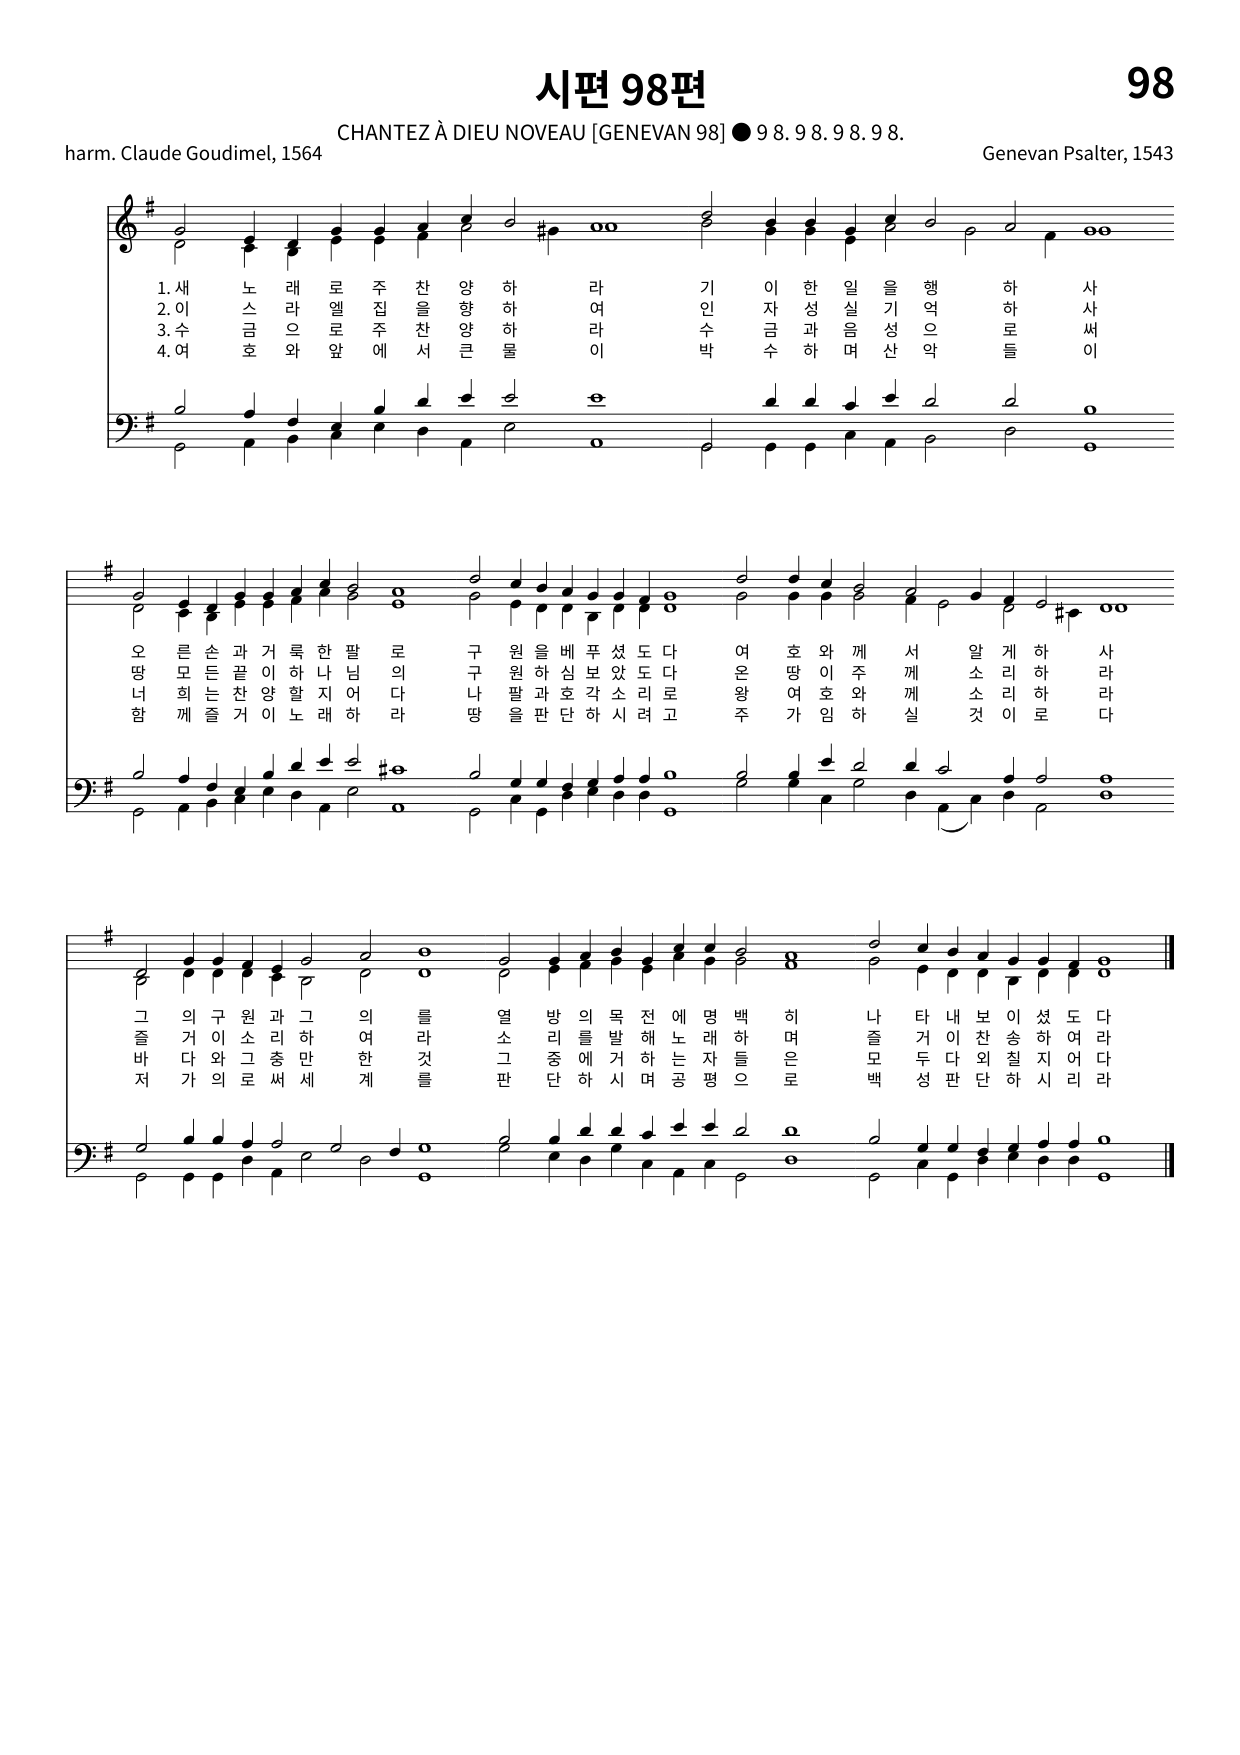 시편 98편
98
CHANTEZ À DIEU NOVEAU [GENEVAN 98] ● 9 8. 9 8. 9 8. 9 8.
harm. Claude Goudimel, 1564
Genevan Psalter, 1543
1. 새 노 래 로 주 찬 양 하 라 기 이 한 일 을 행 하 사
2. 이 스 라 엘 집 을 향 하 여 인 자 성 실 기 억 하 사
3. 수 금 으 로 주 찬 양 하 라 수 금 과 음 성 으 로 써
4. 여 호 와 앞 에 서 큰 물 이 박 수 하 며 산 악 들 이
오 른 손 과 거 룩 한 팔 로 구 원 을 베 푸 셨 도 다 여 호 와 께 서 알 게 하 사
땅 모 든 끝 이 하 나 님 의 구 원 하 심 보 았 도 다 온 땅 이 주 께 소 리 하 라
너 희 는 찬 양 할 지 어 다 나 팔 과 호 각 소 리 로 왕 여 호 와 께 소 리 하 라
함 께 즐 거 이 노 래 하 라 땅 을 판 단 하 시 려 고 주 가 임 하 실 것 이 로 다
그 의 구 원 과 그 의 를 열 방 의 목 전 에 명 백 히 나 타 내 보 이 셨 도 다
즐 거 이 소 리 하 여 라 소 리 를 발 해 노 래 하 며 즐 거 이 찬 송 하 여 라
바 다 와 그 충 만 한 것 그 중 에 거 하 는 자 들 은 모 두 다 외 칠 지 어 다
저 가 의 로 써 세 계 를 판 단 하 시 며 공 평 으 로 백 성 판 단 하 시 리 라